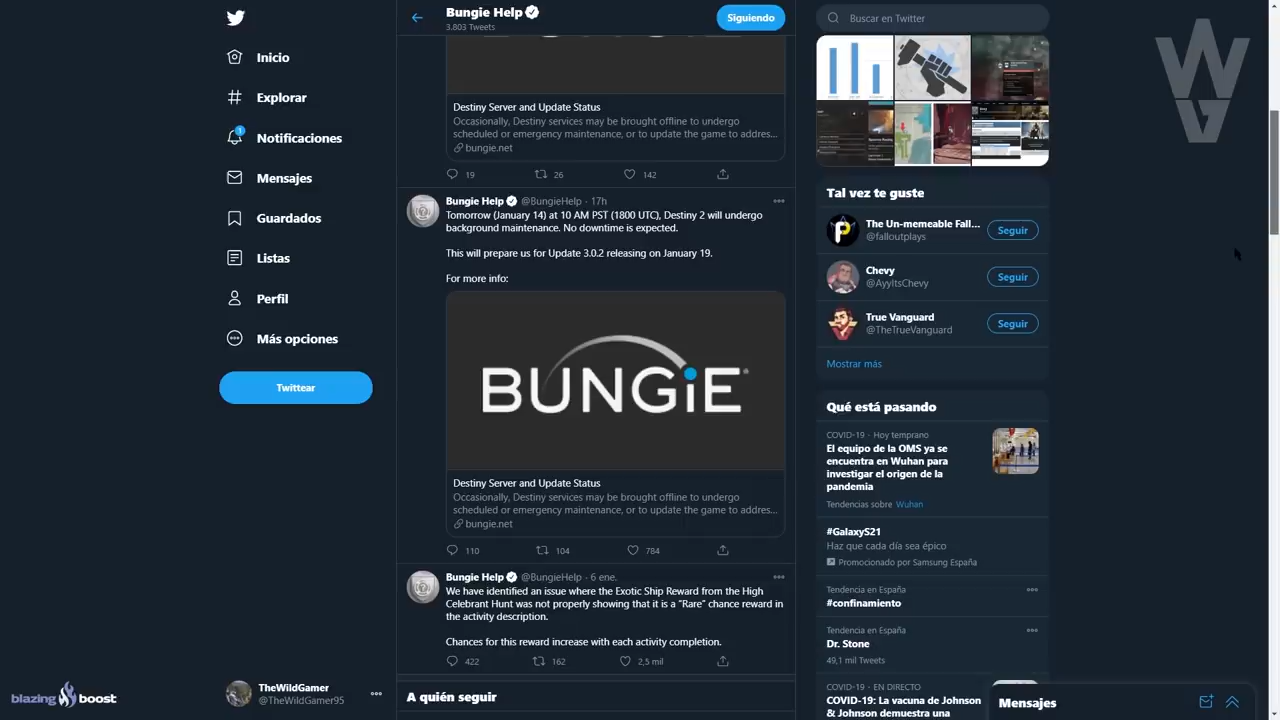 Inicio
Explorar
Notificaciones
Mensajes
Guardados
Listas
Perfil
Más opciones
Twittear
TheWildGamer
@TheWildGamer95
blazing boost
Bungie Help
3.803 Tweets
Siguiendo
Destiny Server and Update Status
Occasionally, Destiny services may be brought offline to undergo
scheduled or emergency maintenance, or to update the game to addres...
bungie.net
19 26 142
Bungie Help @BungieHelp · 17h
Tomorrow (January 14) at 10 AM PST (1800 UTC), Destiny 2 will undergo
background maintenance. No downtime is expected.
This will prepare us for Update 3.0.2 releasing on January 19.
For more info:
BUNGiE
Destiny Server and Update Status
Occasionally, Destiny services may be brought offline to undergo
scheduled or emergency maintenance, or to update the game to addres...
bungie.net
110 104 784
Bungie Help @BungieHelp · 6 ene.
We have identified an issue where the Exotic Ship Reward from the High
Celebrant Hunt was not properly showing that it is a "Rare" chance reward in
the activity description.
Chances for this reward increase with each activity completion.
422 162 2,5 mil
A quién seguir
Buscar en Twitter
Tal vez te guste
The Un-memeable Fall...
@falloutplays
Seguir
Chevy
@AyyItsChevy
Seguir
True Vanguard
@TheTrueVanguard
Seguir
Mostrar más
Qué está pasando
COVID-19 · Hoy temprano
El equipo de la OMS ya se
encuentra en Wuhan para
investigar el origen de la
pandemia
Tendencias sobre Wuhan
#GalaxyS21
Haz que cada día sea épico
Promocionado por Samsung España
Tendencia en España
#confinamiento
Tendencia en España
Dr. Stone
49,1 mil Tweets
COVID-19 · EN DIRECTO
COVID-19: La vacuna de Johnson
& Johnson demuestra una
Mensajes